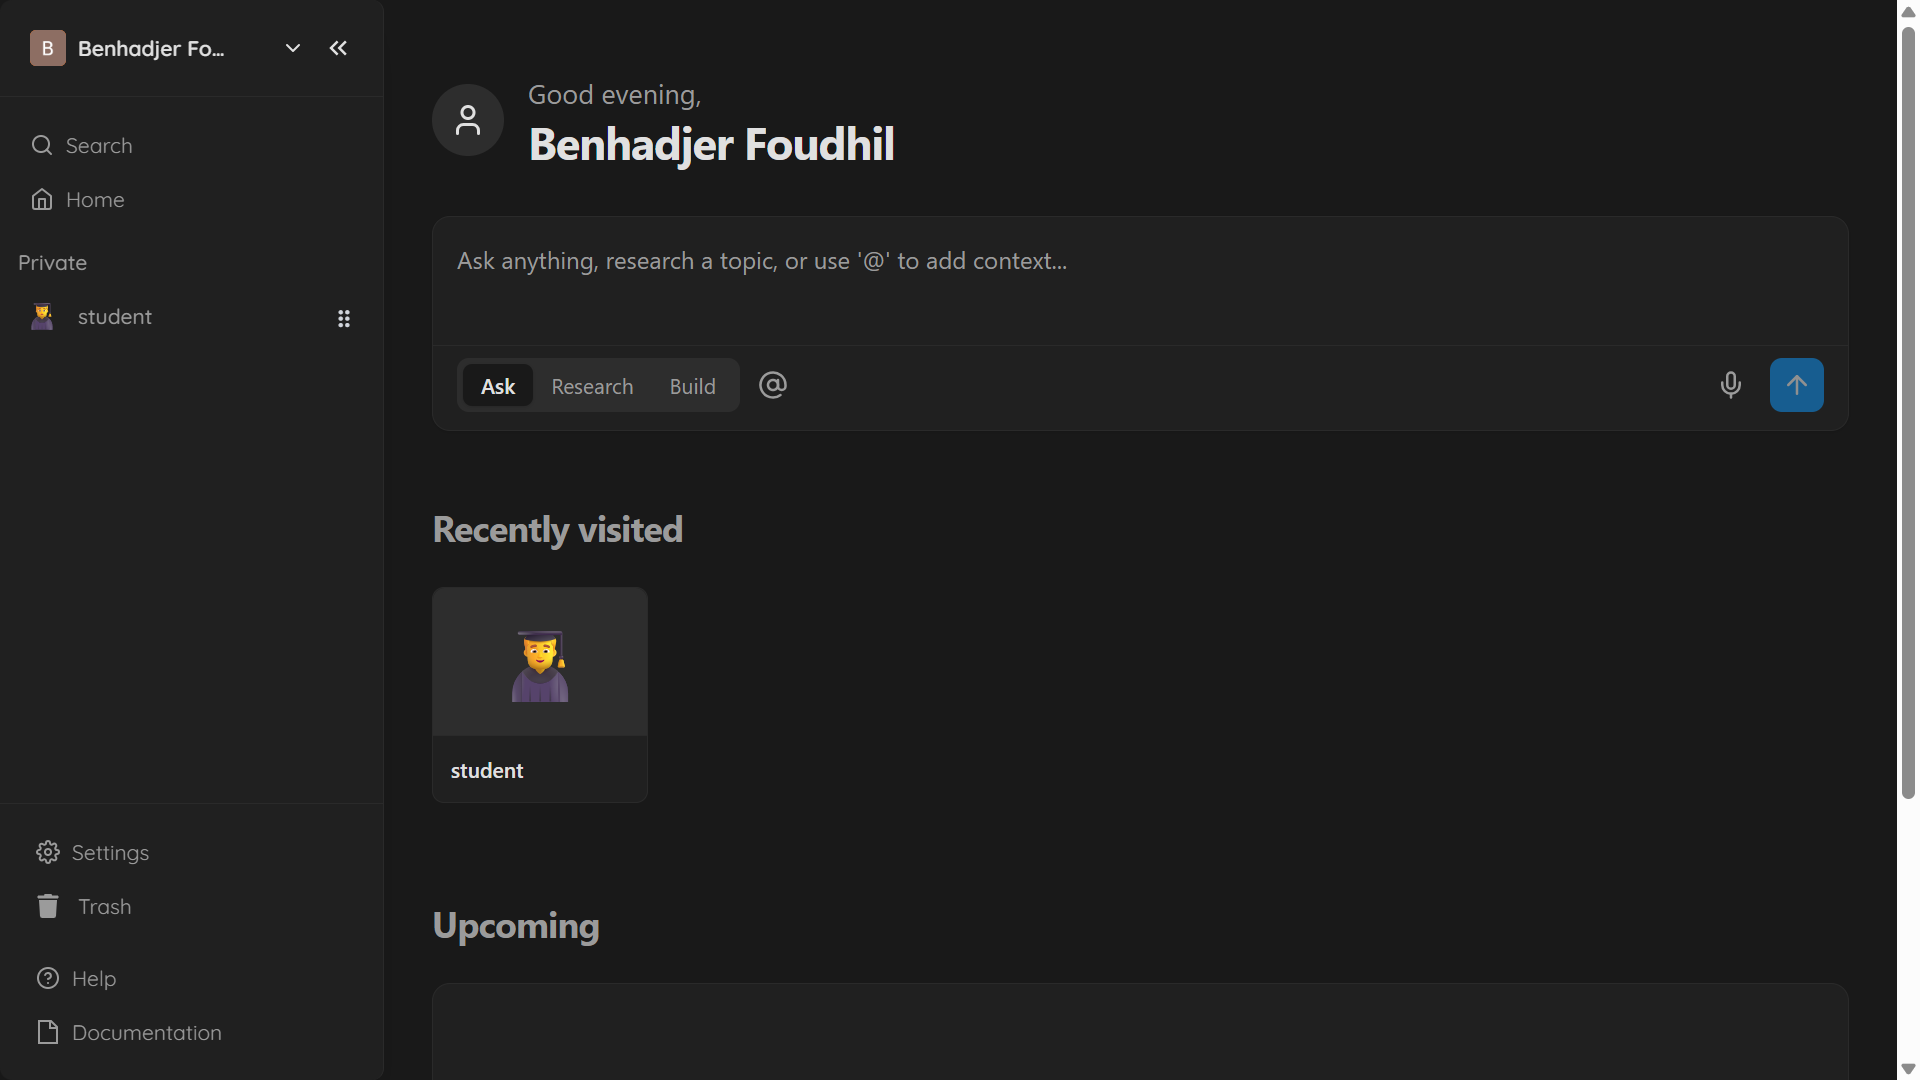 B
Benhadjer Fo...
Search
Home
Private
student
Settings
Trash
Help
Documentation
Good evening,
Benhadjer Foudhil
Ask anything, research a topic, or use '@' to add context...
Ask
Research
Build
Recently visited
student
Upcoming